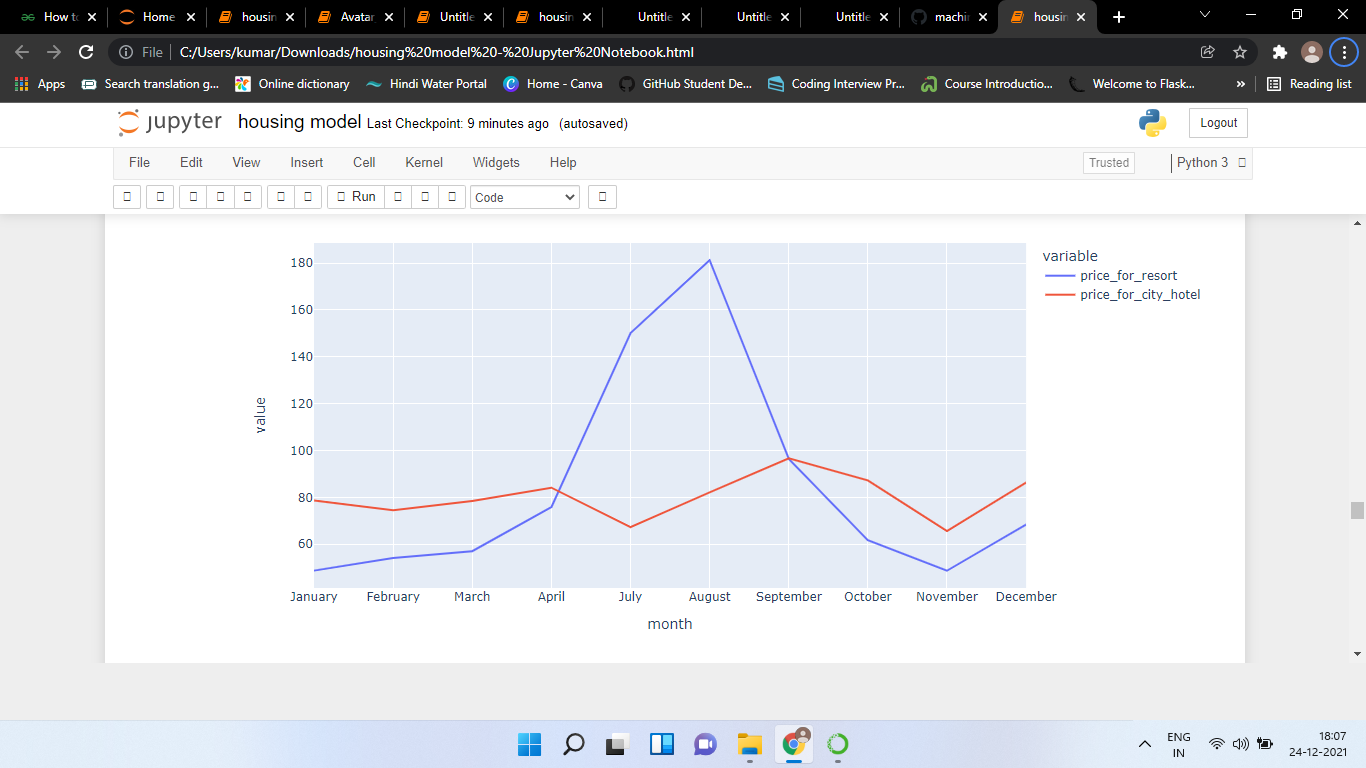 How to Home housin Avatar Untitle housin Untitle Untitle Untitle machin housin
File C:/Users/kumar/Downloads/housing%20model%20-%20Jupyter%20Notebook.html
Apps Search translation g... Online dictionary Hindi Water Portal Home - Canva GitHub Student De... Coding Interview Pr... Course Introductio... Welcome to Flask... » Reading list
jupyter housing model Last Checkpoint: 9 minutes ago (autosaved) Logout
File Edit View Insert Cell Kernel Widgets Help Trusted Python 3
Run Code
variable
price_for_resort
price_for_city_hotel
180
160
140
120
100
80
60
value
January February March April July August September October November December
month
ENG
IN
18:07
24-12-2021